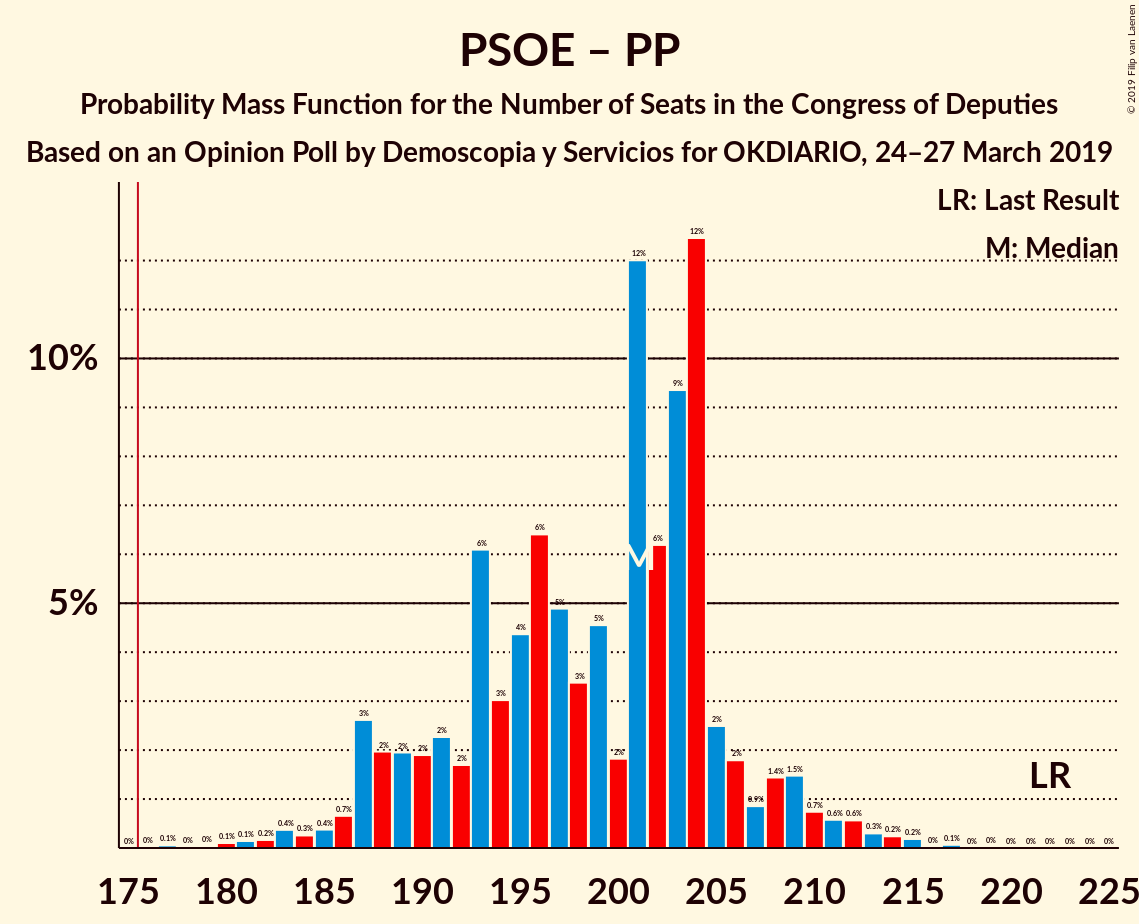 PSOE – PP
Probability Mass Function for the Number of Seats in the Congress of Deputies
Based on an Opinion Poll by Demoscopia y Servicios for OKDIARIO, 24–27 March 2019
© 2019 Filip van Laenen
LR: Last Result
M: Median
10%
5%
0% 0% 0.1% 0% 0% 0.1% 0.1% 0.2% 0.4% 0.3% 0.4% 0.7% 3% 2% 2% 2% 2% 2% 6% 3% 4% 6% 5% 3% 5% 2% 12% 6% 9% 12% 2% 2% 0.9% 1.4% 1.5% 0.7% 0.6% 0.6% 0.3% 0.2% 0.2% 0% 0.1% 0% 0% 0% 0% 0% 0% 0% 0%
M
LR
175 180 185 190 195 200 205 210 215 220 225